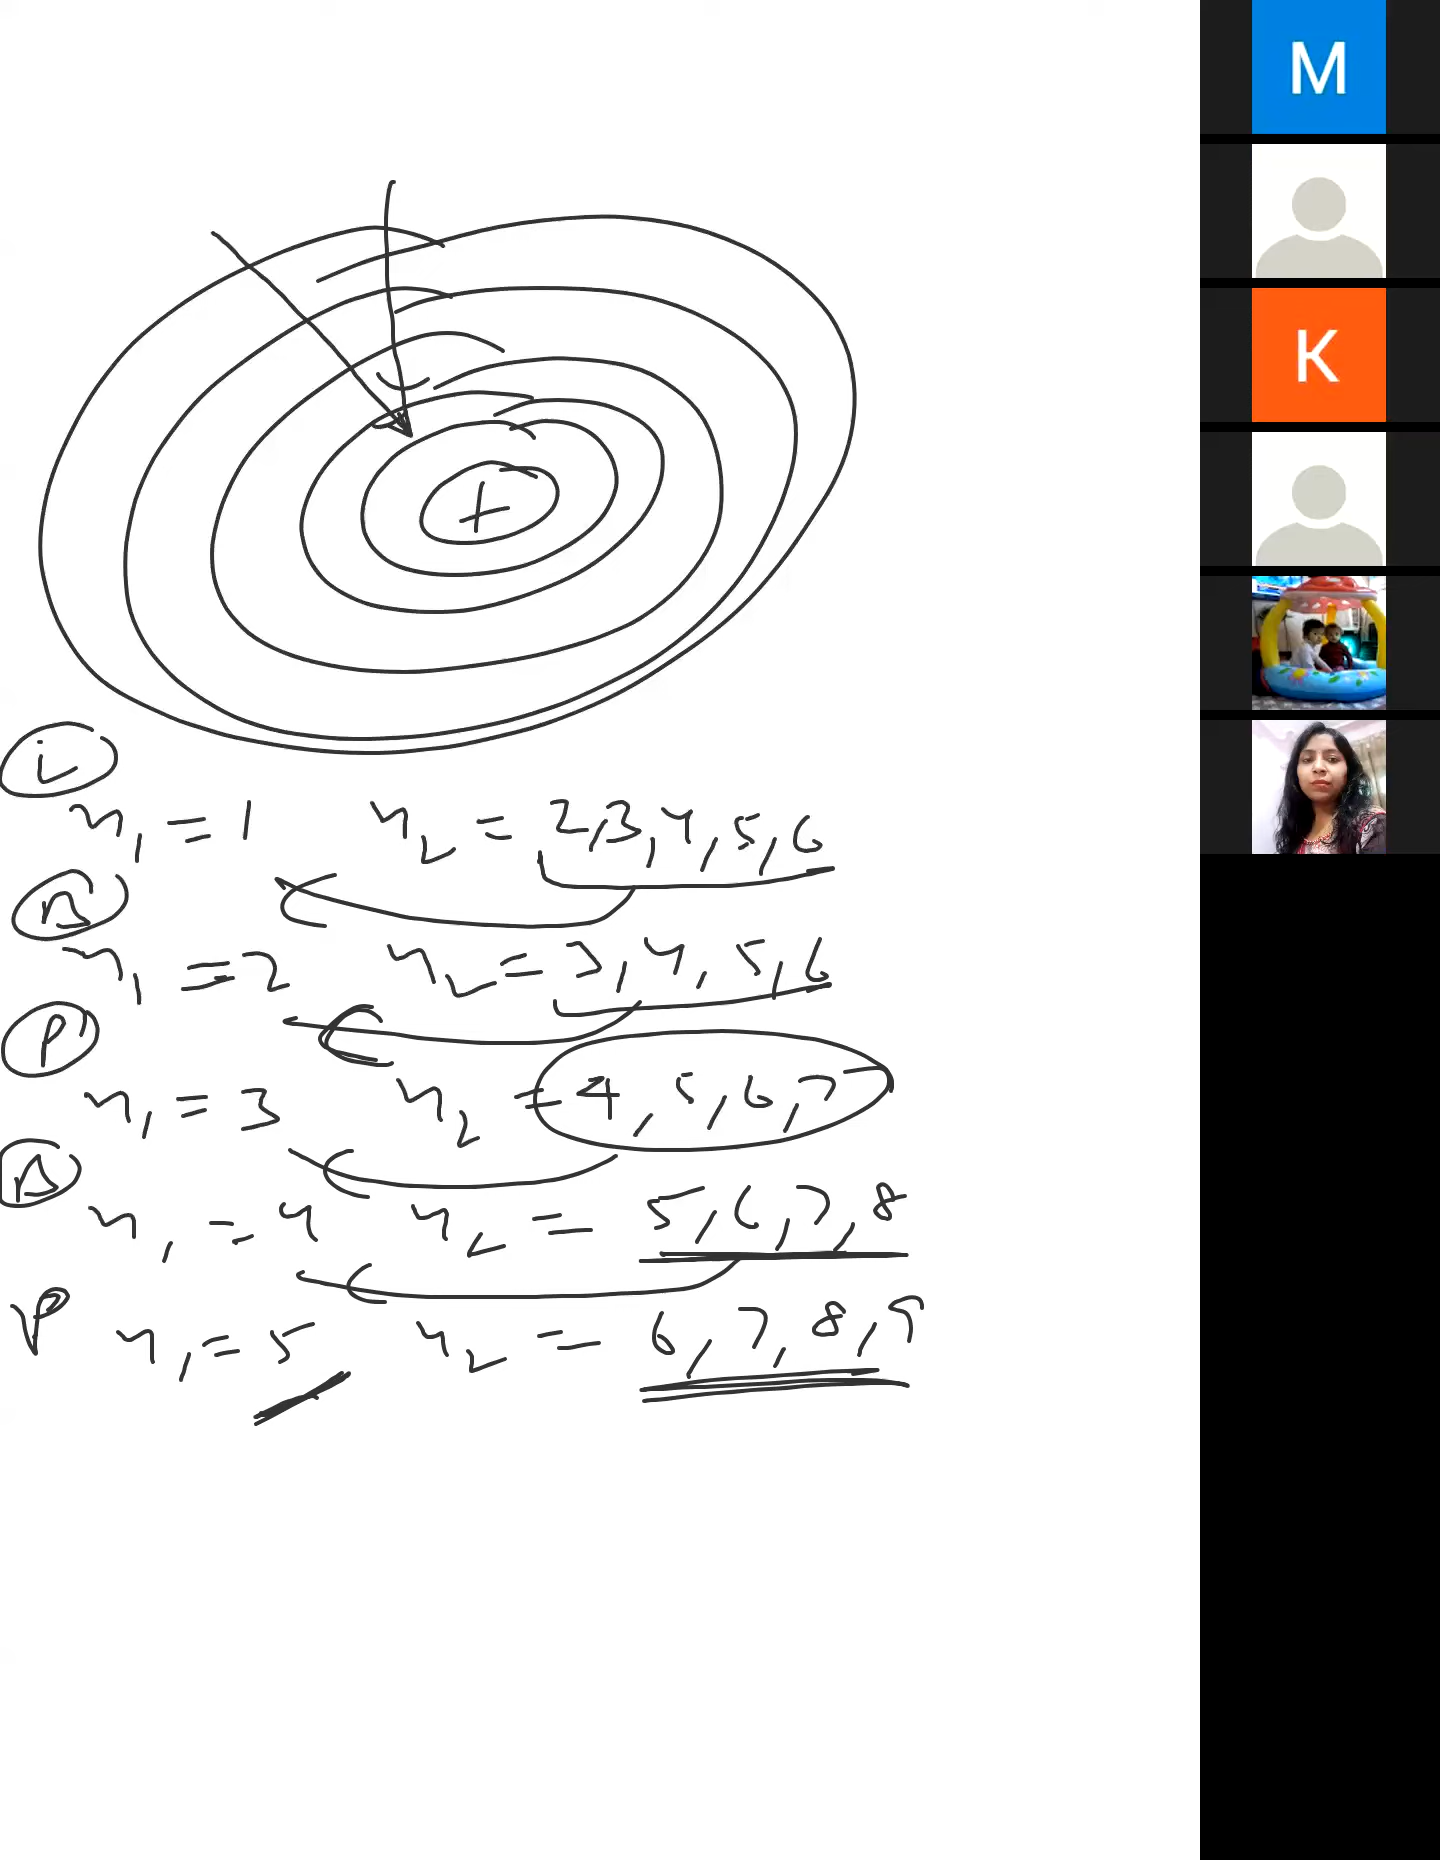 M
K
+
L
n₁ = 1 n₂ = 2,3,4,5,6
B
n₁ = 2 n₂ = 3,4,5,6
P
n₁ = 3 n₂ = 4,5,6,7
B
n₁ = 4 n₂ = 5,6,7,8
P n₁ = 5 n₂ = 6,7,8,9